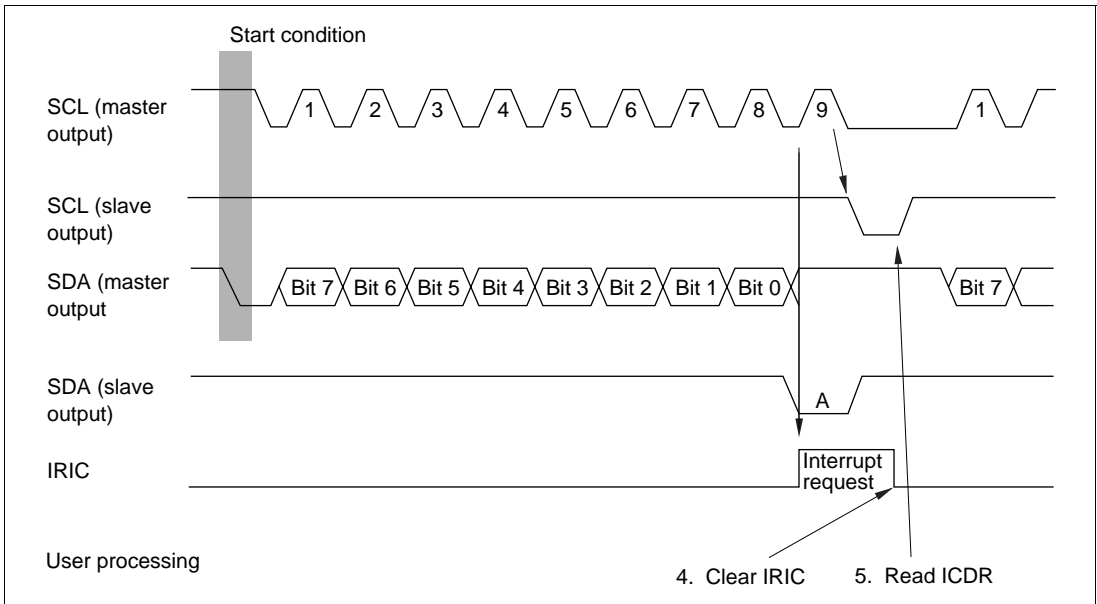 Start condition
SCL (master
output)
1 2 3 4 5 6 7 8 9 1
SCL (slave
output)
SDA (master
output
Bit 7 Bit 6 Bit 5 Bit 4 Bit 3 Bit 2 Bit 1 Bit 0 Bit 7
SDA (slave
output)
A
IRIC
Interrupt
request
User processing
4. Clear IRIC
5. Read ICDR